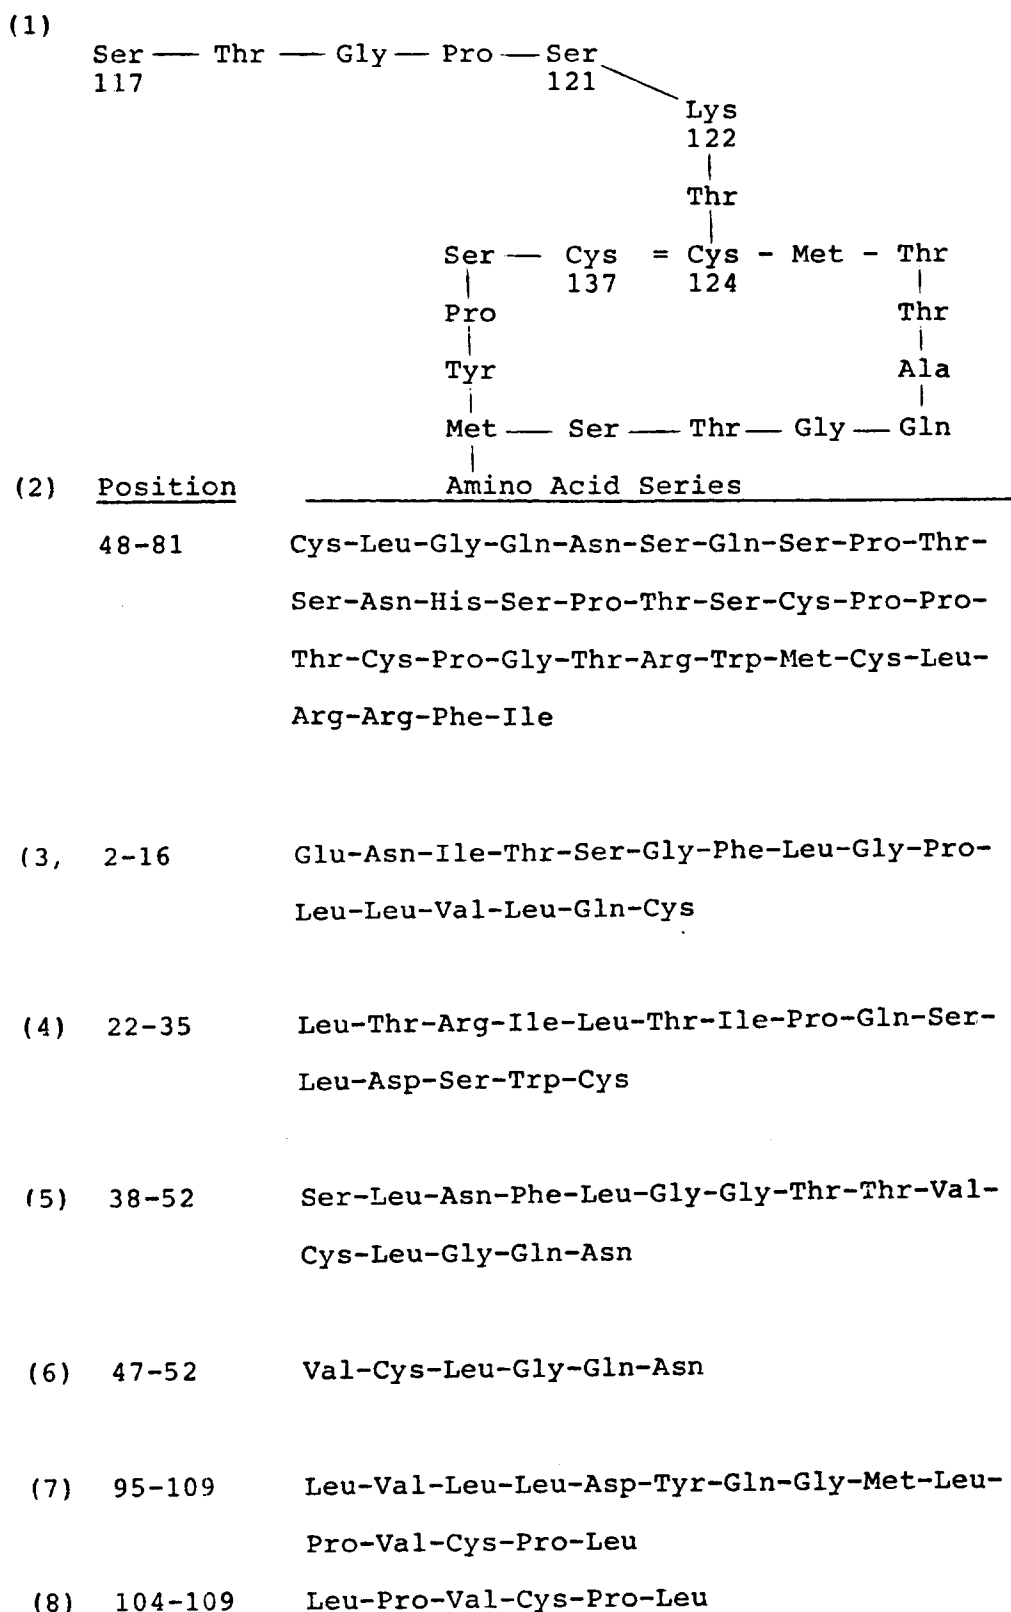 (1)
Ser — Thr — Gly — Pro — Ser
117 121
Lys
122
Thr
Ser — Cys = Cys - Met - Thr
137 124
Pro Thr
Tyr Ala
Met — Ser — Thr — Gly — Gln
(2) Position Amino Acid Series
48-81 Cys-Leu-Gly-Gln-Asn-Ser-Gln-Ser-Pro-Thr-
Ser-Asn-His-Ser-Pro-Thr-Ser-Cys-Pro-Pro-
Thr-Cys-Pro-Gly-Thr-Arg-Trp-Met-Cys-Leu-
Arg-Arg-Phe-Ile
(3, 2-16 Glu-Asn-Ile-Thr-Ser-Gly-Phe-Leu-Gly-Pro-
Leu-Leu-Val-Leu-Gln-Cys
(4) 22-35 Leu-Thr-Arg-Ile-Leu-Thr-Ile-Pro-Gln-Ser-
Leu-Asp-Ser-Trp-Cys
(5) 38-52 Ser-Leu-Asn-Phe-Leu-Gly-Gly-Thr-Thr-Val-
Cys-Leu-Gly-Gln-Asn
(6) 47-52 Val-Cys-Leu-Gly-Gln-Asn
(7) 95-109 Leu-Val-Leu-Leu-Asp-Tyr-Gln-Gly-Met-Leu-
Pro-Val-Cys-Pro-Leu
(8) 104-109 Leu-Pro-Val-Cys-Pro-Leu